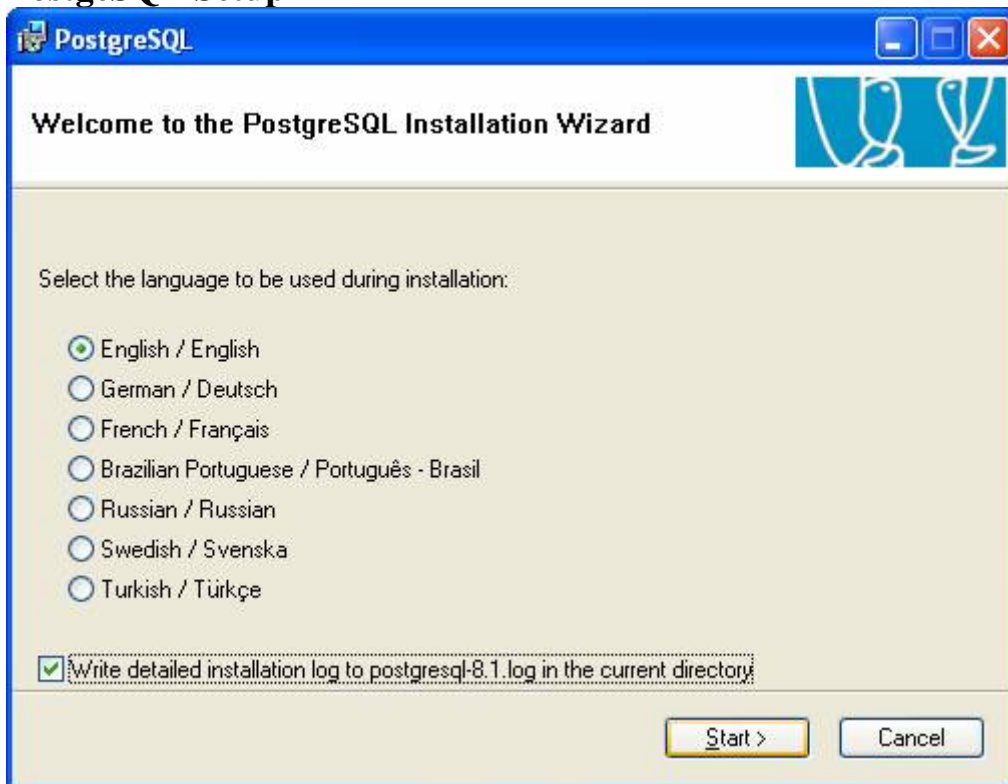 PostgreSQL
Welcome to the PostgreSQL Installation Wizard
Select the language to be used during installation:
English / English
German / Deutsch
French / Français
Brazilian Portuguese / Português - Brasil
Russian / Russian
Swedish / Svenska
Turkish / Türkçe
Write detailed installation log to postgresql-8.1.log in the current directory
Start >
Cancel